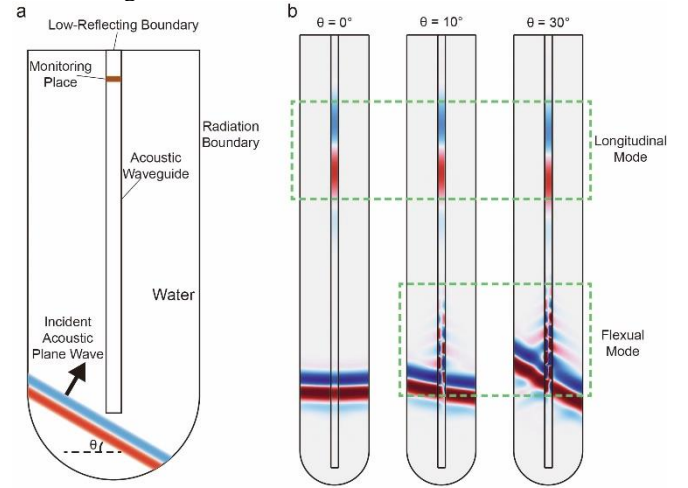 a
Low-Reflecting Boundary
Monitoring
Place
Radiation
Boundary
Acoustic
Waveguide
Water
Incident
Acoustic
Plane Wave
θ
b
θ = 0°
θ = 10°
θ = 30°
Longitudinal
Mode
Flexual
Mode